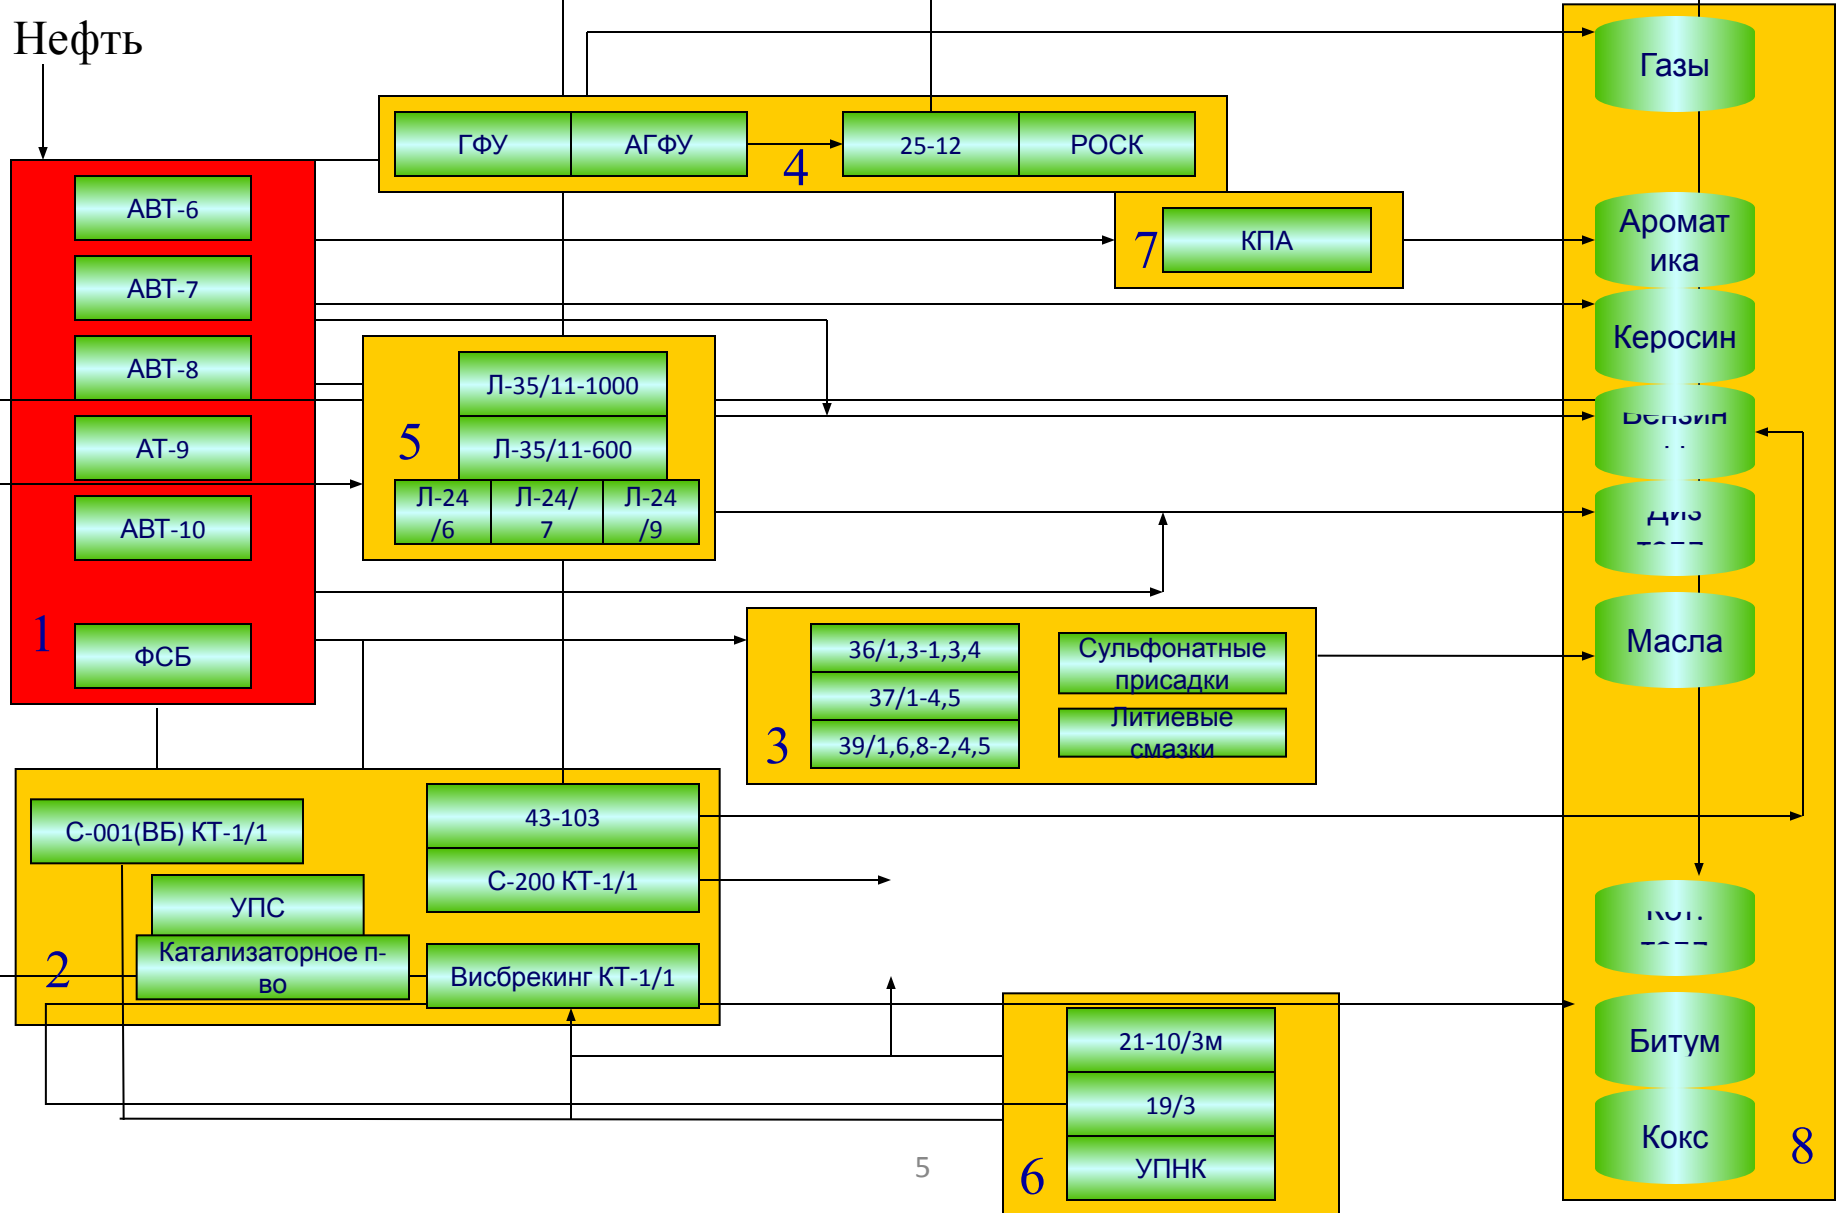 Нефть
Газы
ГФУ
АГФУ
4
25-12
РОСК
АВТ-6
АВТ-7
АВТ-8
АТ-9
АВТ-10
1
ФСБ
7
КПА
Аромат
ика
Керосин
5
Л-35/11-1000
Л-35/11-600
Л-24
/6
Л-24/
7
Л-24
/9
Масла
3
36/1,3-1,3,4
37/1-4,5
39/1,6,8-2,4,5
Сульфонатные
присадки
Литиевые
смазки
2
С-001(ВБ) КТ-1/1
43-103
С-200 КТ-1/1
УПС
Катализаторное п-
во
Висбрекинг КТ-1/1
6
21-10/3м
19/3
УПНК
Битум
Кокс
8
5